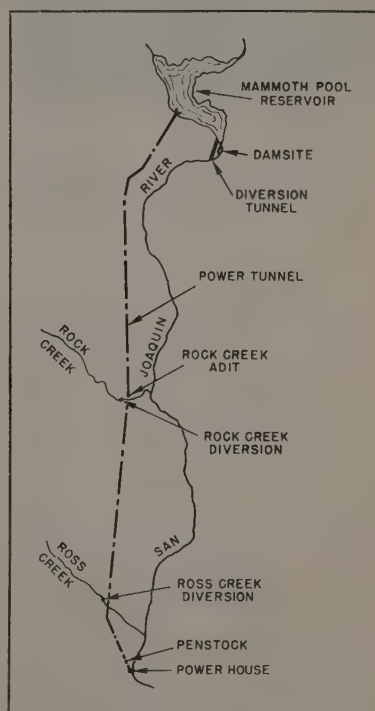 MAMMOTH POOL
RESERVOIR
DAMSITE
DIVERSION
TUNNEL
RIVER
POWER TUNNEL
JOAQUIN
ROCK
CREEK
ROCK CREEK
ADIT
ROCK CREEK
DIVERSION
SAN
ROSS
CREEK
ROSS CREEK
DIVERSION
PENSTOCK
POWER HOUSE